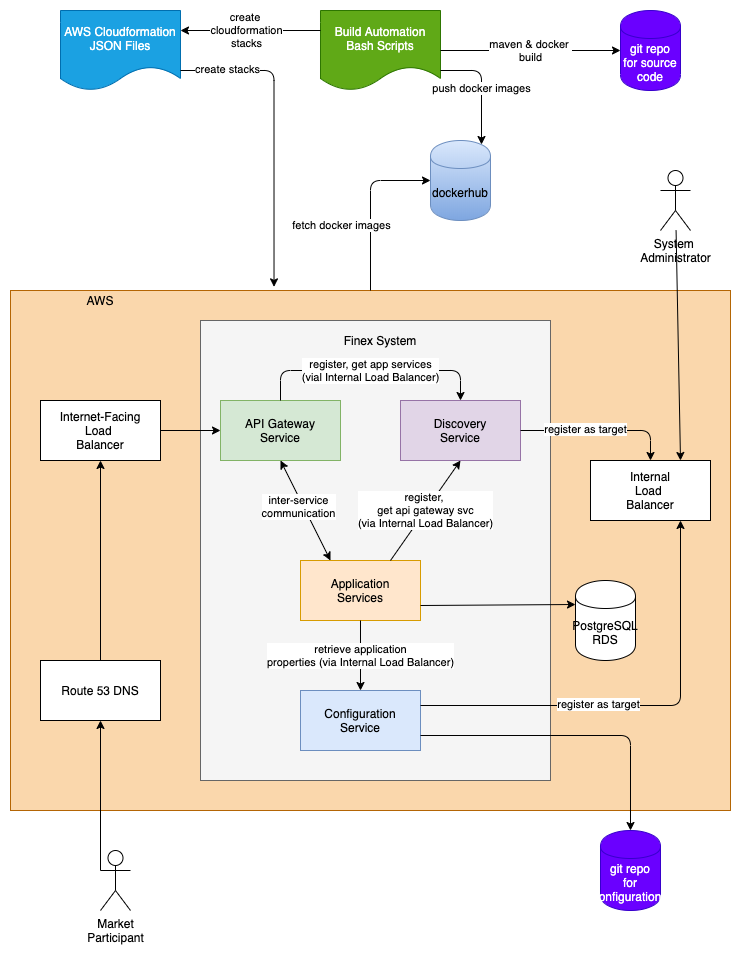 AWS Cloudformation
JSON Files
create
cloudformation
stacks
Build Automation
Bash Scripts
maven & docker
build
git repo
for source
code
create stacks
push docker images
dockerhub
fetch docker images
System
Administrator
AWS
Finex System
register, get app services
(vial Internal Load Balancer)
Internet-Facing
Load
Balancer
API Gateway
Service
Discovery
Service
register as target
Internal
Load
Balancer
inter-service
communication
register,
get api gateway svc
(via Internal Load Balancer)
Application
Services
PostgreSQL
RDS
retrieve application
properties (via Internal Load Balancer)
Route 53 DNS
Configuration
Service
register as target
git repo
for
onfiguration
Market
Participant